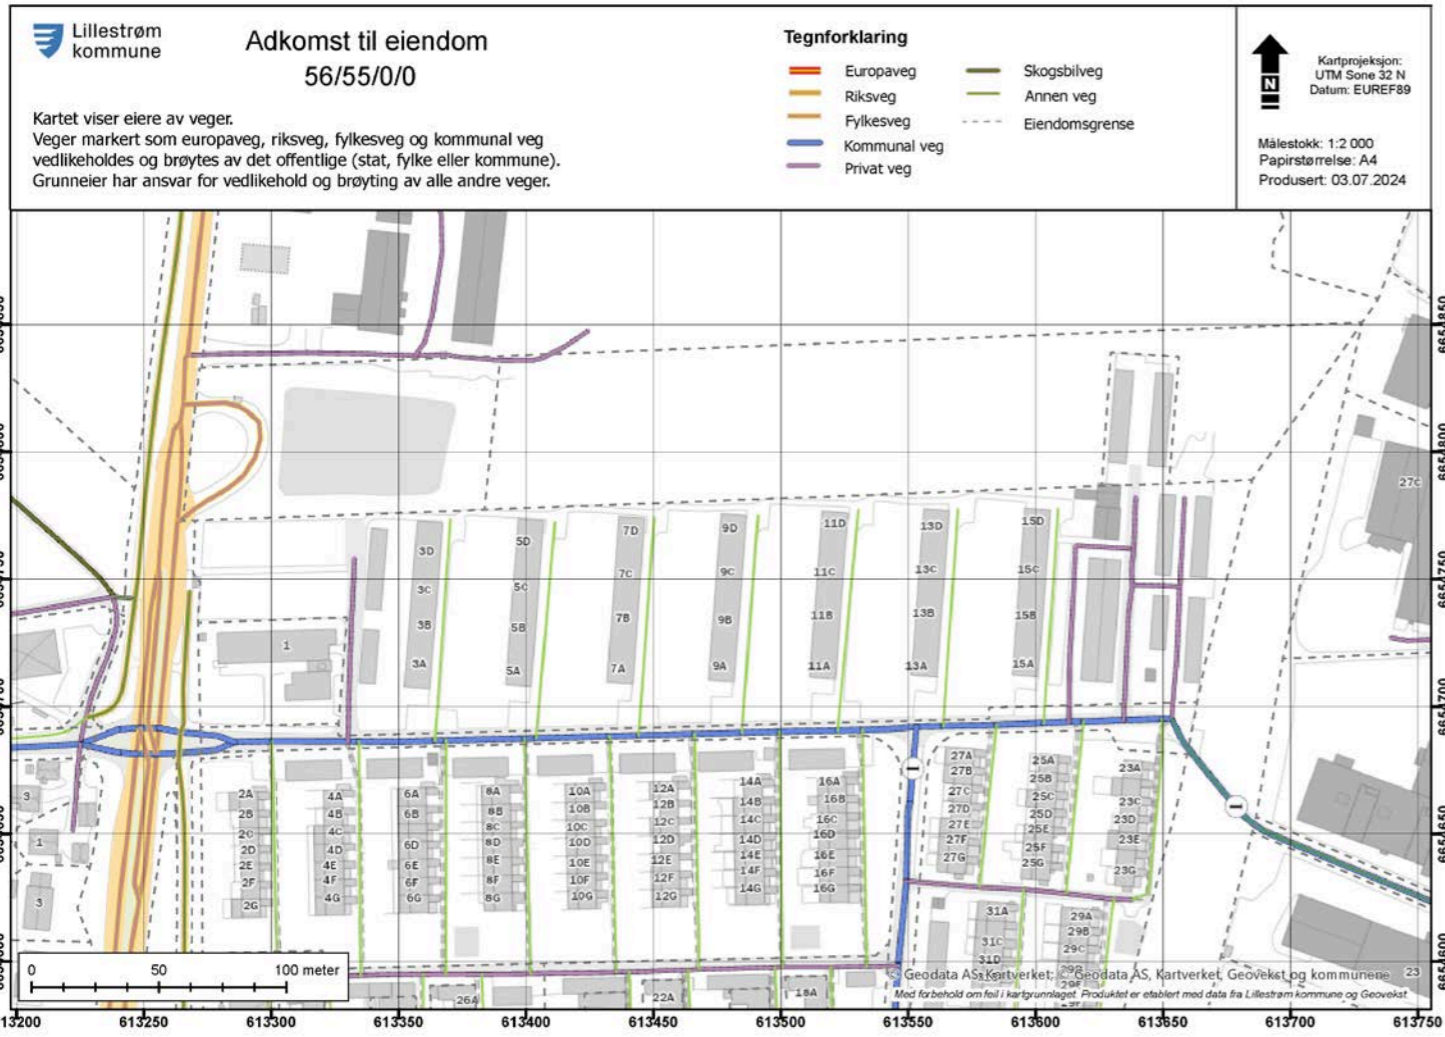 Lillestrøm
kommune
Adkomst til eiendom
56/55/0/0
Kartet viser eiere av veger.
Veger markert som europaveg, riksveg, fylkesveg og kommunal veg
vedlikeholdes og brøytes av det offentlige (stat, fylke eller kommune).
Grunneier har ansvar for vedlikehold og brøyting av alle andre veger.
Tegnforklaring
Europaveg
Riksveg
Fylkesveg
Kommunal veg
Privat veg
Skogsbilveg
Annen veg
Eiendomsgrense
N
Kartprojeksjon:
UTM Sone 32 N
Datum: EUREF89
Målestokk: 1:2 000
Papirstørrelse: A4
Produsert: 03.07.2024
27C
3D 5D 7D 9D 11D 13D 15D
3C 5C 7C 9C 11C 13C 15C
3B 5B 7B 9B 11B 13B 15B
3A 5A 7A 9A 11A 13A 15A
1
3
1
3
2A 4A 6A 8A 10A 12A 14A 16A 27A 25A 23A
2B 4B 6B 8B 10B 12B 14B 16B 27B 25B
2C 4C 8C 10C 12C 14C 16C 27C 25C 23C
2D 4D 6D 8D 10D 12D 14D 16D 27D 25D 23D
2E 4E 6E 8E 10E 12E 14E 16E 27E 25E 23E
2F 4F 6F 8F 10F 12F 14F 16F 27F 25F
2G 4G 6G 8G 10G 12G 14G 16G 27G 25G 23G
31A 29A
29B
31C 29C
31D
26A 22A 18A
23
0 50 100 meter
© Geodata AS, Kartverket, © Geodata AS, Kartverket, Geovekst og kommunene
Med forbehold om feil i kartgrunnlaget. Produktet er etablert med data fra Lillestrøm kommune og Geovekst.
613250 613300 613350 613400 613450 613500 613550 613600 613650 613700 613750